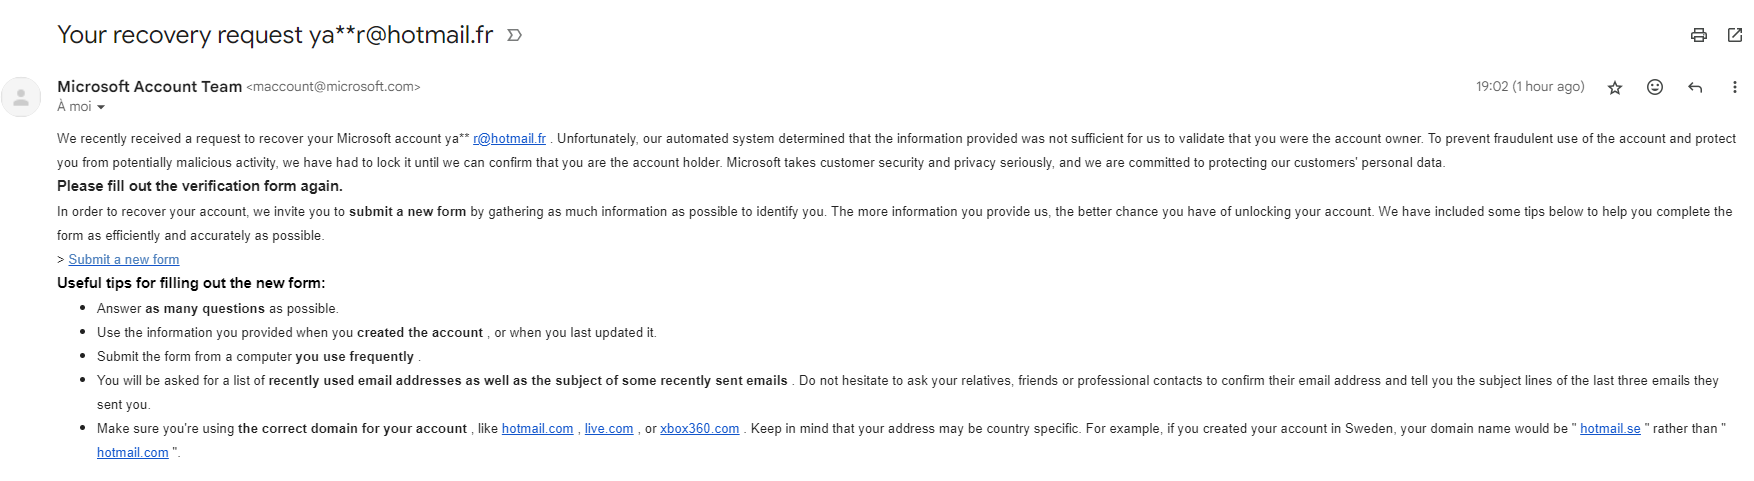 Your recovery request ya**r@hotmail.fr
Microsoft Account Team <maccount@microsoft.com>
19:02 (1 hour ago)
À moi
We recently received a request to recover your Microsoft account ya** r@hotmail.fr . Unfortunately, our automated system determined that the information provided was not sufficient for us to validate that you were the account owner. To prevent fraudulent use of the account and protect
you from potentially malicious activity, we have had to lock it until we can confirm that you are the account holder. Microsoft takes customer security and privacy seriously, and we are committed to protecting our customers' personal data.
Please fill out the verification form again.
In order to recover your account, we invite you to submit a new form by gathering as much information as possible to identify you. The more information you provide us, the better chance you have of unlocking your account. We have included some tips below to help you complete the
form as efficiently and accurately as possible.
> Submit a new form
Useful tips for filling out the new form:
• Answer as many questions as possible.
• Use the information you provided when you created the account , or when you last updated it.
• Submit the form from a computer you use frequently .
• You will be asked for a list of recently used email addresses as well as the subject of some recently sent emails . Do not hesitate to ask your relatives, friends or professional contacts to confirm their email address and tell you the subject lines of the last three emails they
sent you.
• Make sure you're using the correct domain for your account , like hotmail.com , live.com , or xbox360.com . Keep in mind that your address may be country specific. For example, if you created your account in Sweden, your domain name would be " hotmail.se " rather than "
hotmail.com ".